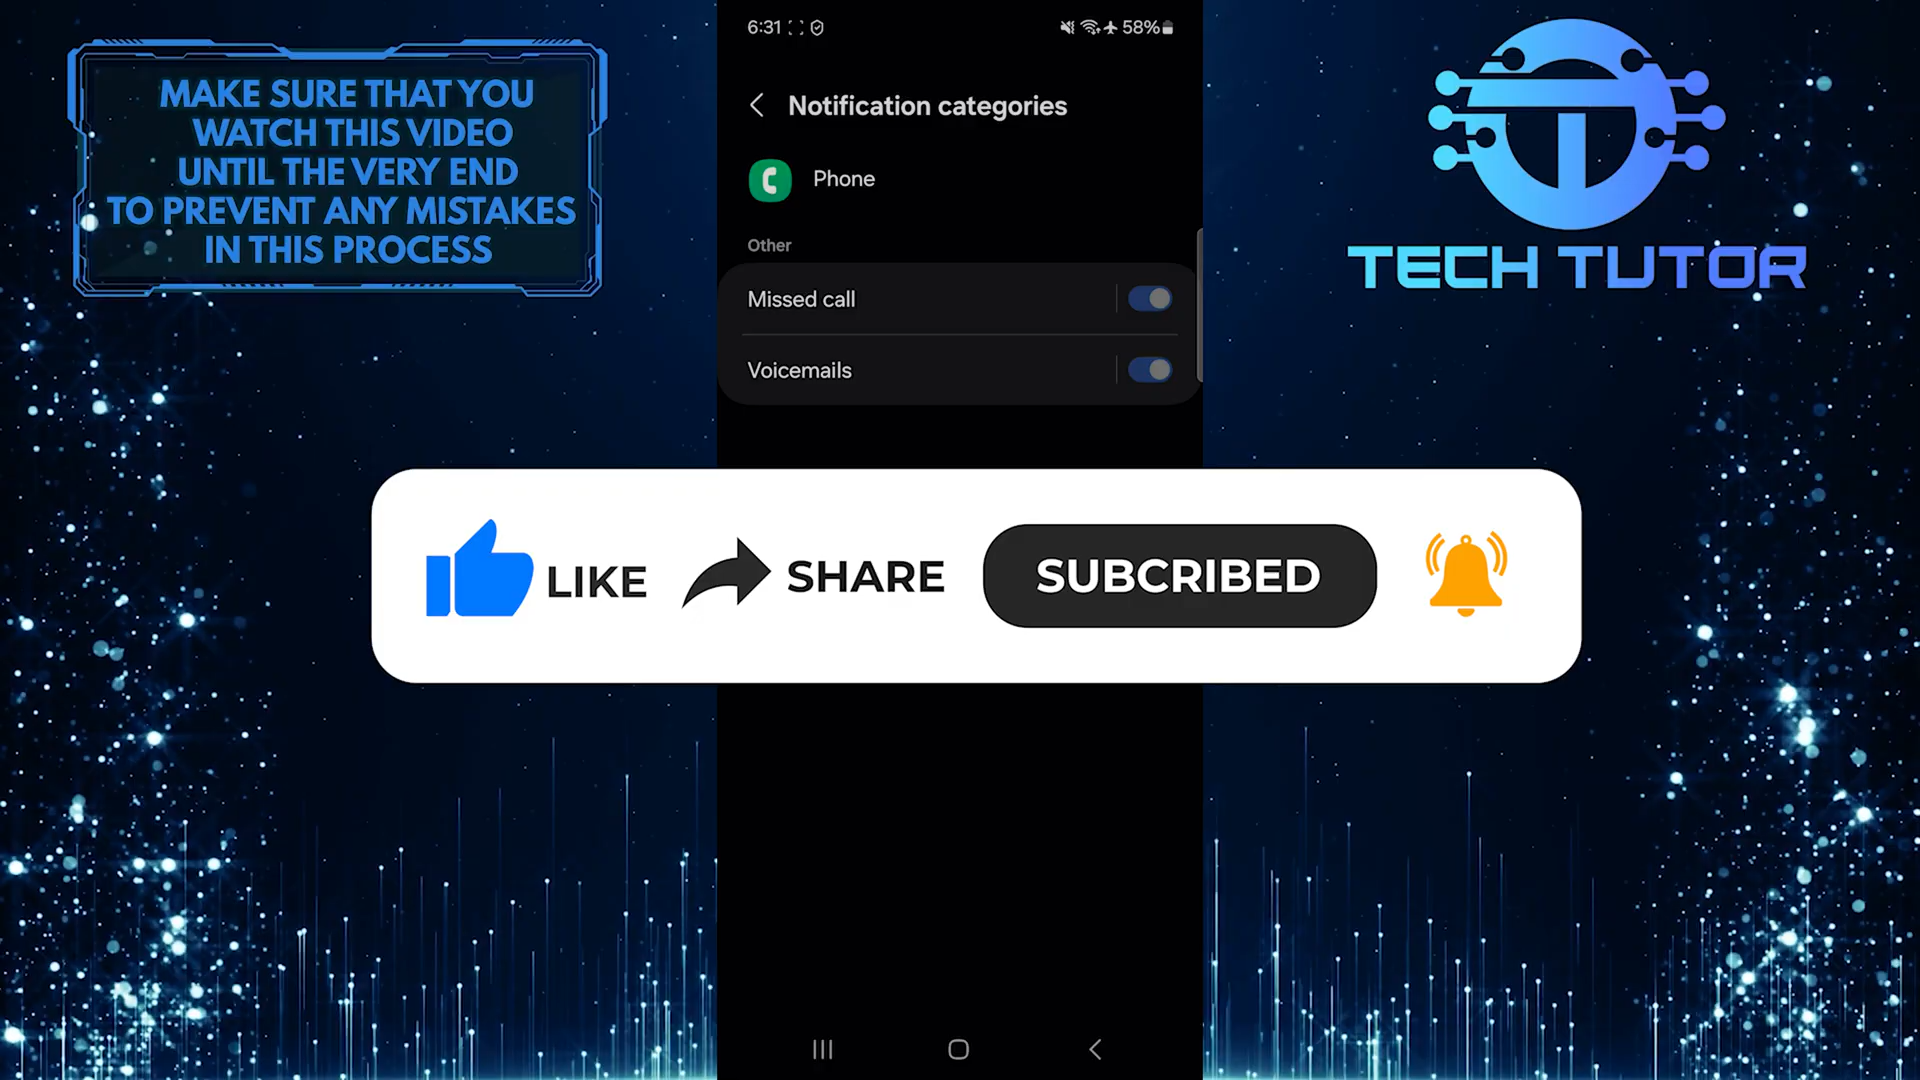 MAKE SURE THAT YOU
WATCH THIS VIDEO
UNTIL THE VERY END
TO PREVENT ANY MISTAKES
IN THIS PROCESS
6:31
58%
Notification categories
Phone
Other
Missed call
Voicemails
TECH TUTOR
LIKE
SHARE
SUBCRIBED